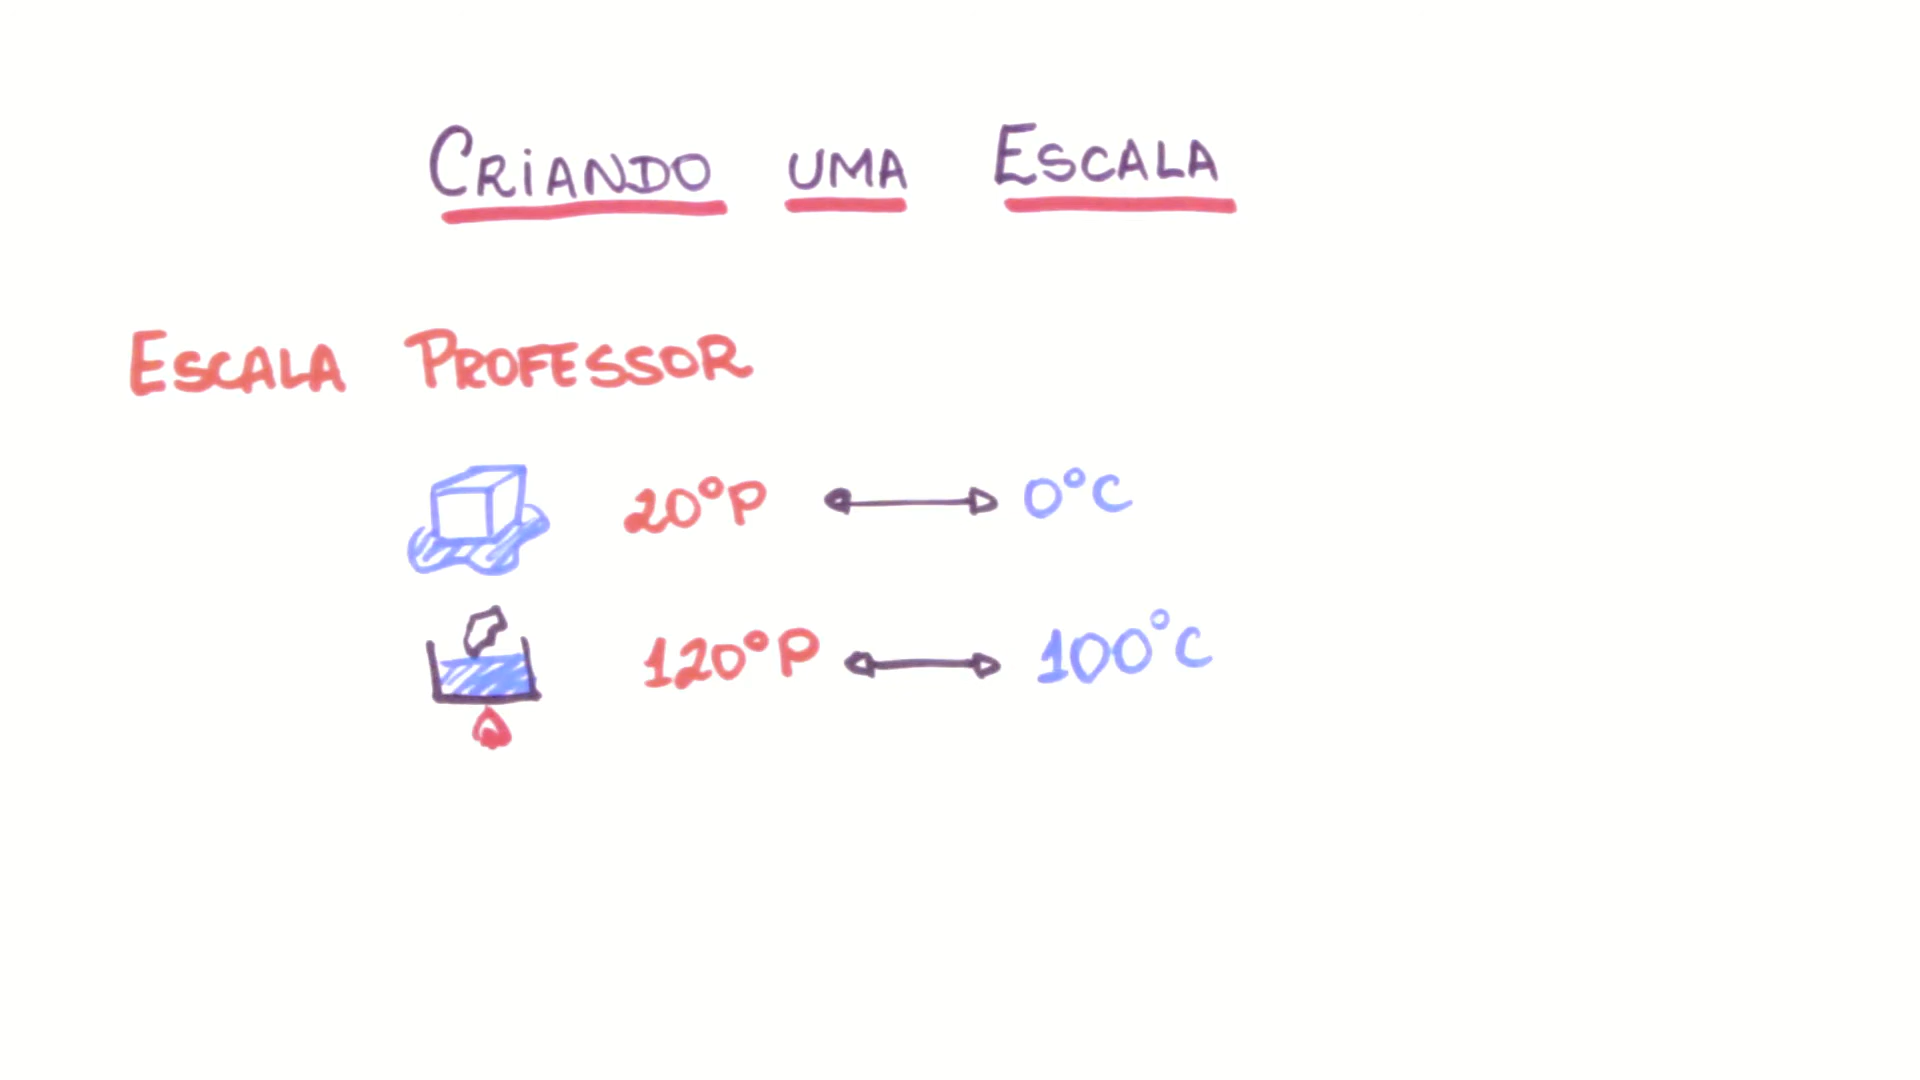 CRIANDO UMA ESCALA
ESCALA PROFESSOR
20°P 0°C
120°P 100°C